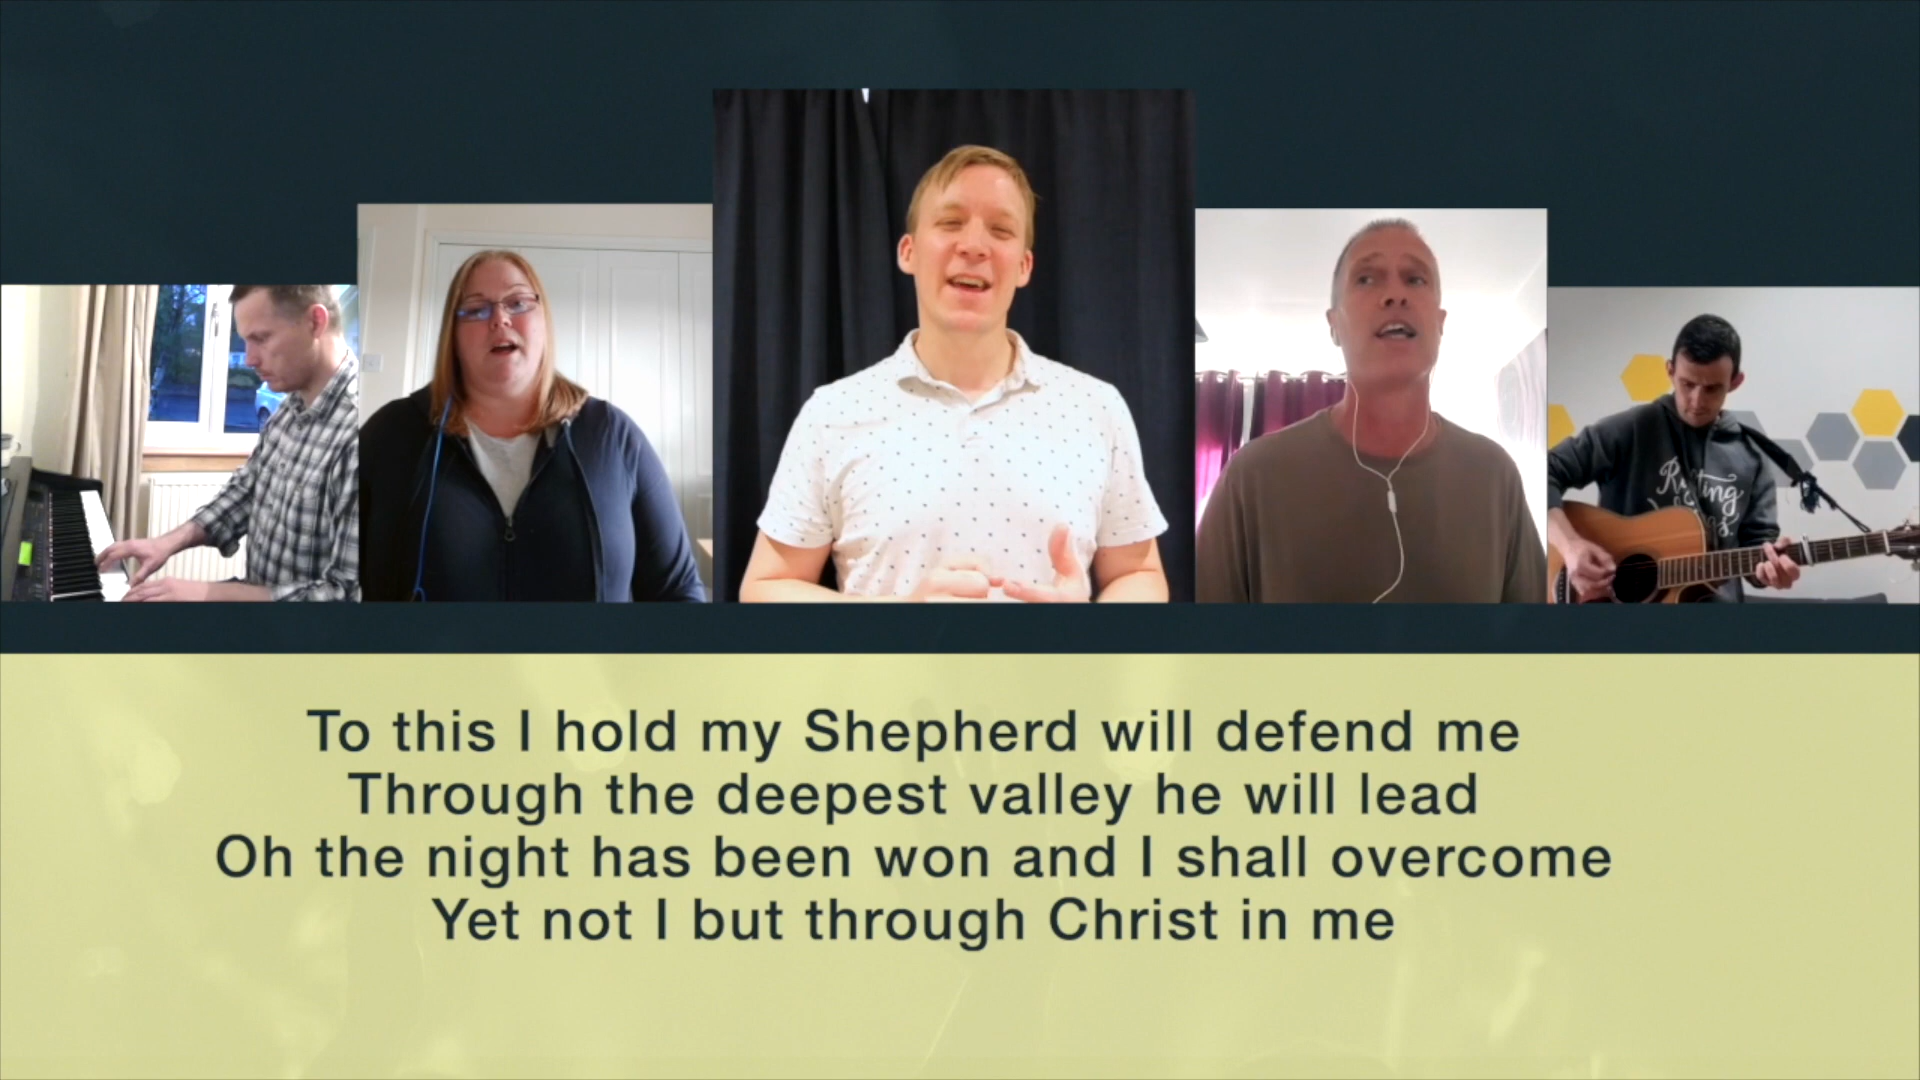 To this I hold my Shepherd will defend me
Through the deepest valley he will lead
Oh the night has been won and I shall overcome
Yet not I but through Christ in me